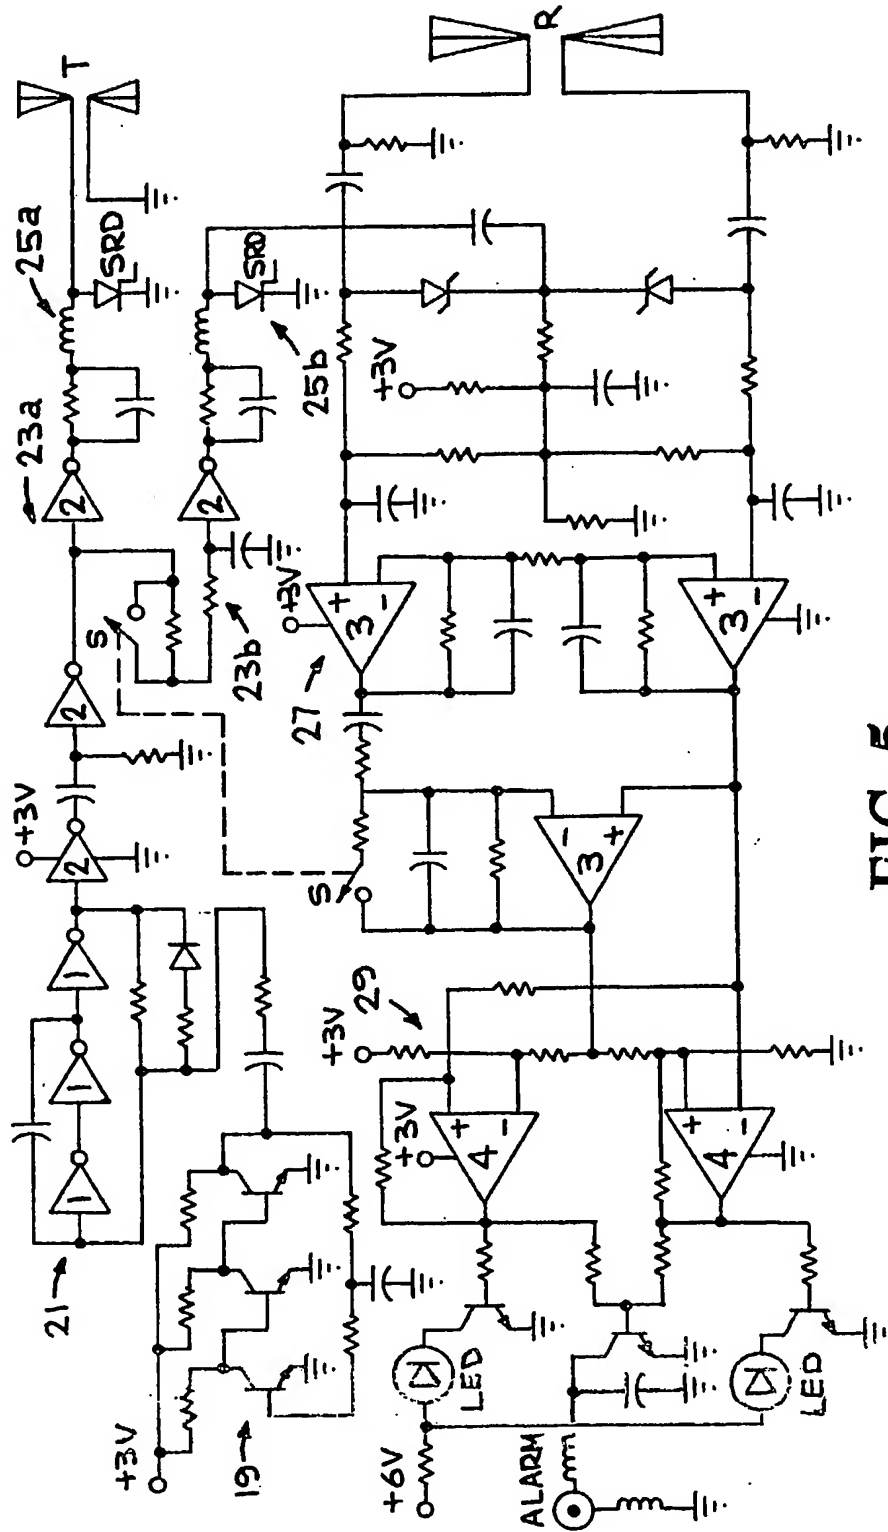 T
25a
SRD
23a
2
2
+3V
2
1
1
1
21
S
23b
2
25b
SRD
+3V
19
R
+3V
+3V
27
+
-
3
S
-
+
3
+
-
3
+3V
29
+3V
+
-
4
+
-
4
+6V
LED
ALARM
LED
FIG. 5